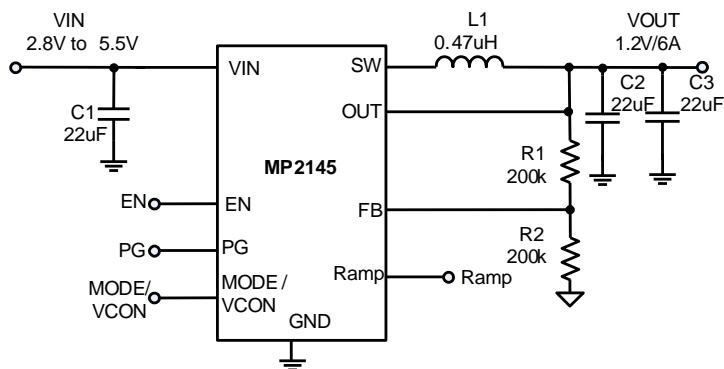 VIN
2.8V to 5.5V
L1
0.47uH
VOUT
1.2V/6A
VIN
SW
C1
22uF
C2
22uF
C3
22uF
OUT
MP2145
R1
200k
EN
EN
FB
PG
PG
R2
200k
MODE/
VCON
MODE/
VCON
Ramp
Ramp
GND